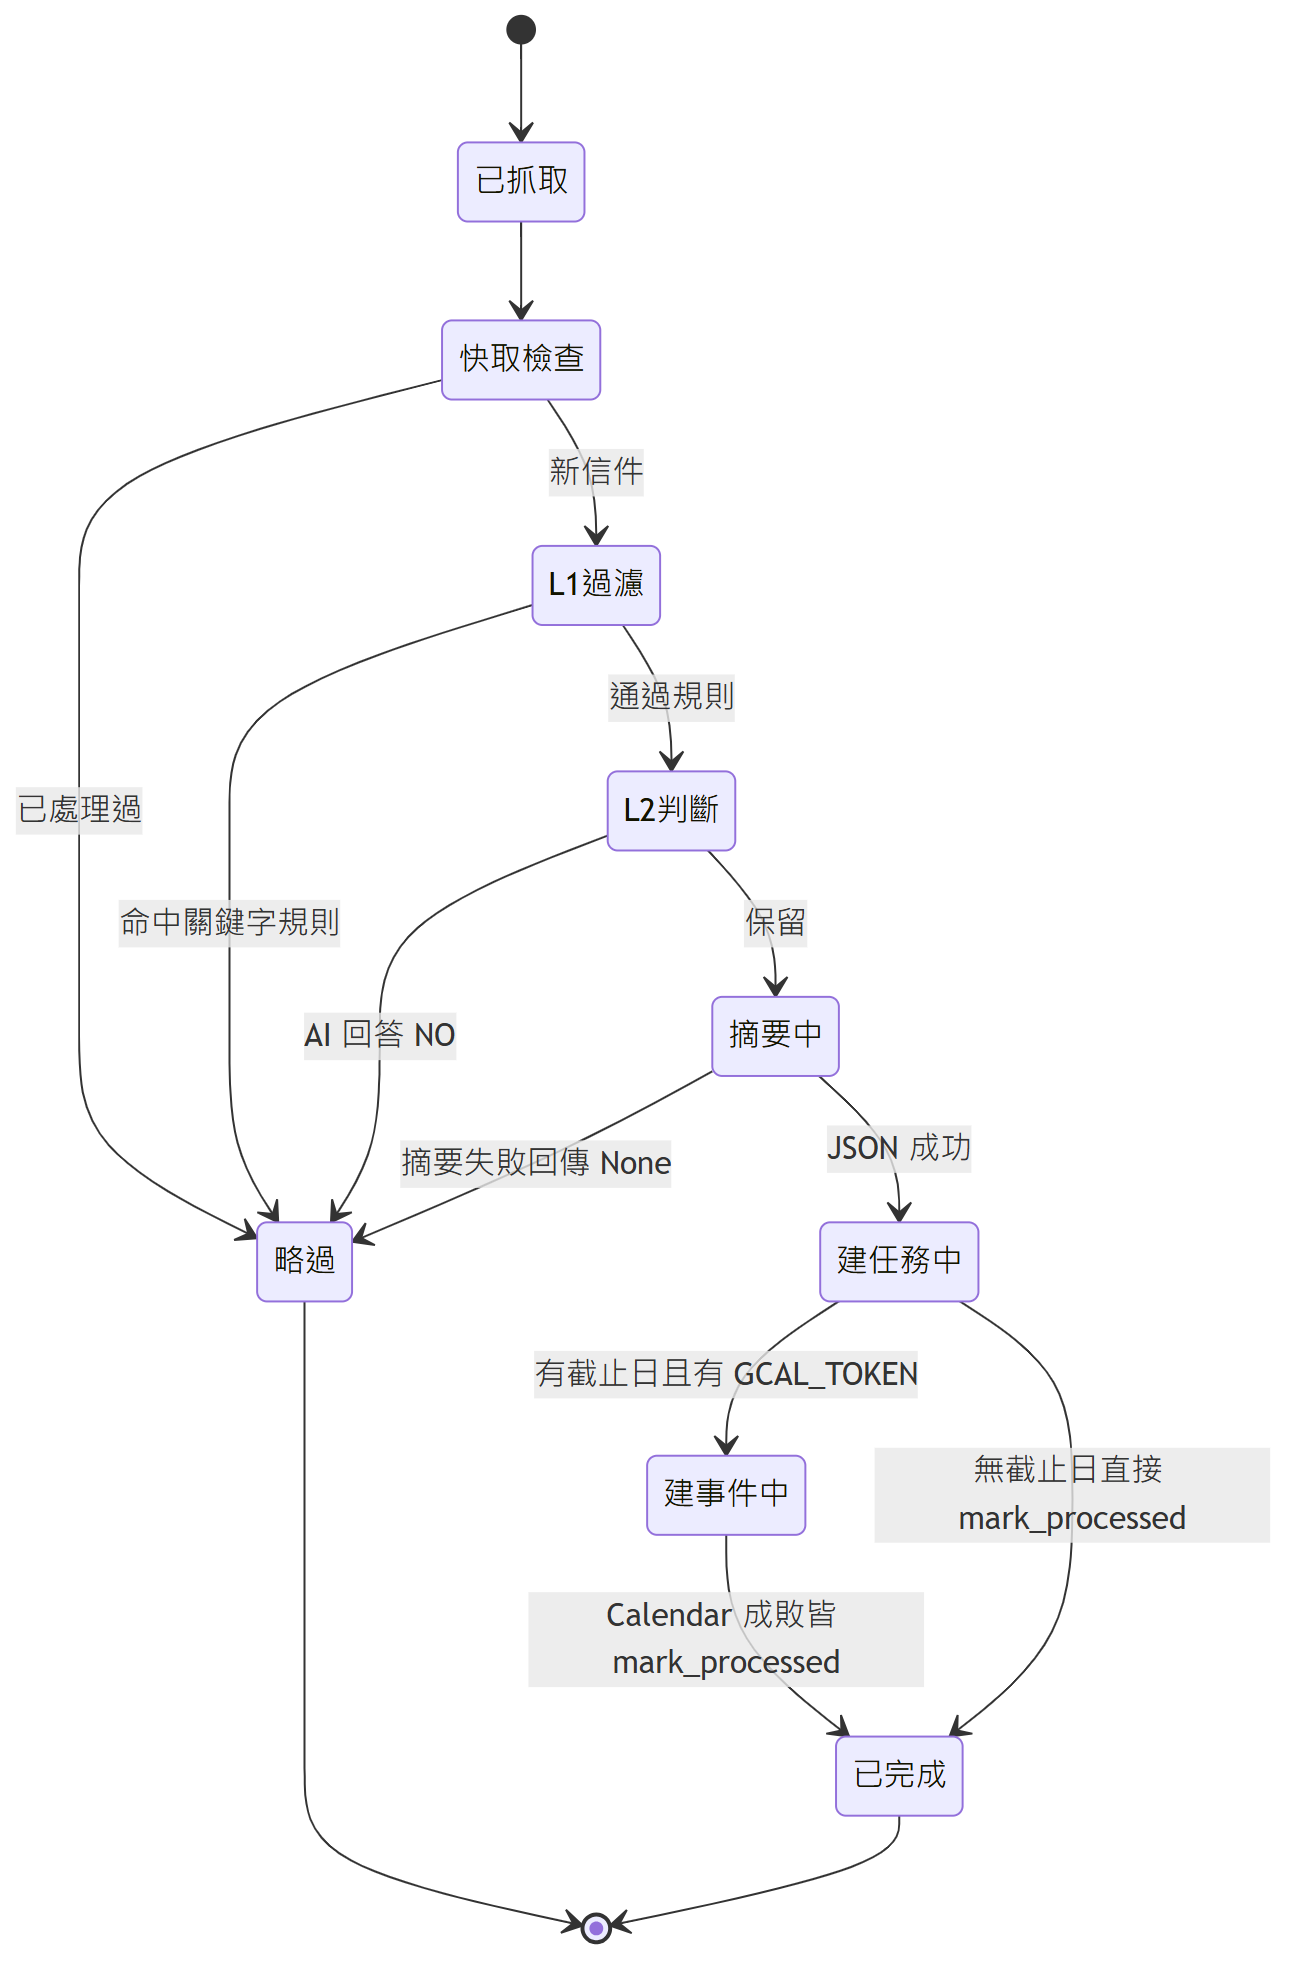 已抓取
快取檢查
新信件
L1過濾
通過規則
L2判斷
已處理過
命中關鍵字規則
保留
AI 回答 NO
摘要中
JSON 成功
摘要失敗回傳 None
略過
建任務中
有截止日且有 GCAL_TOKEN
無截止日直接
mark_processed
建事件中
Calendar 成敗皆
mark_processed
已完成